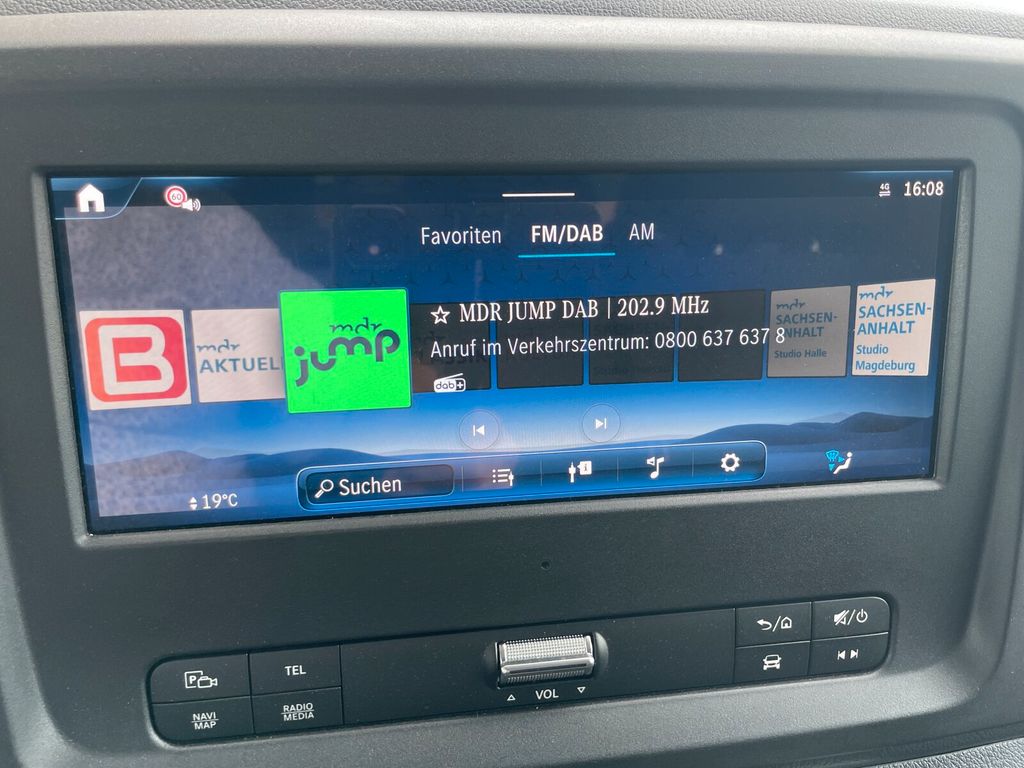 60
4G
16:08
Favoriten FM/DAB AM
B
mdr
AKTUELL
mdr
jump
MDR JUMP DAB | 202.9 MHz
Anruf im Verkehrszentrum: 0800 637 637 8
dab+
mdr
SACHSEN-
ANHALT
Studio Halle
mdr
SACHSEN-
ANHALT
Studio
Magdeburg
19°C
Suchen
P
TEL
NAVI
MAP
RADIO
MEDIA
VOL